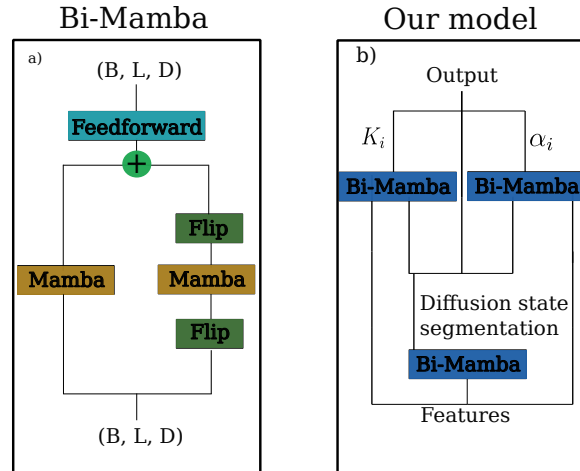 Bi-Mamba
a)
(B, L, D)
Feedforward
+
Flip
Mamba
Mamba
Flip
(B, L, D)
Our model
b)
Output
K_i
α_i
Bi-Mamba
Bi-Mamba
Diffusion state
segmentation
Bi-Mamba
Features